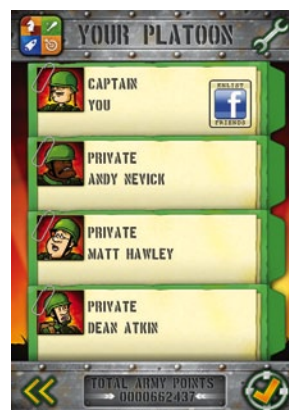 YOUR PLATOON
CAPTAIN
YOU
ENLIST
f
FRIENDS
PRIVATE
ANDY NEVICK
PRIVATE
MATT HAWLEY
PRIVATE
DEAN ATKIN
TOTAL ARMY POINTS
0000662437